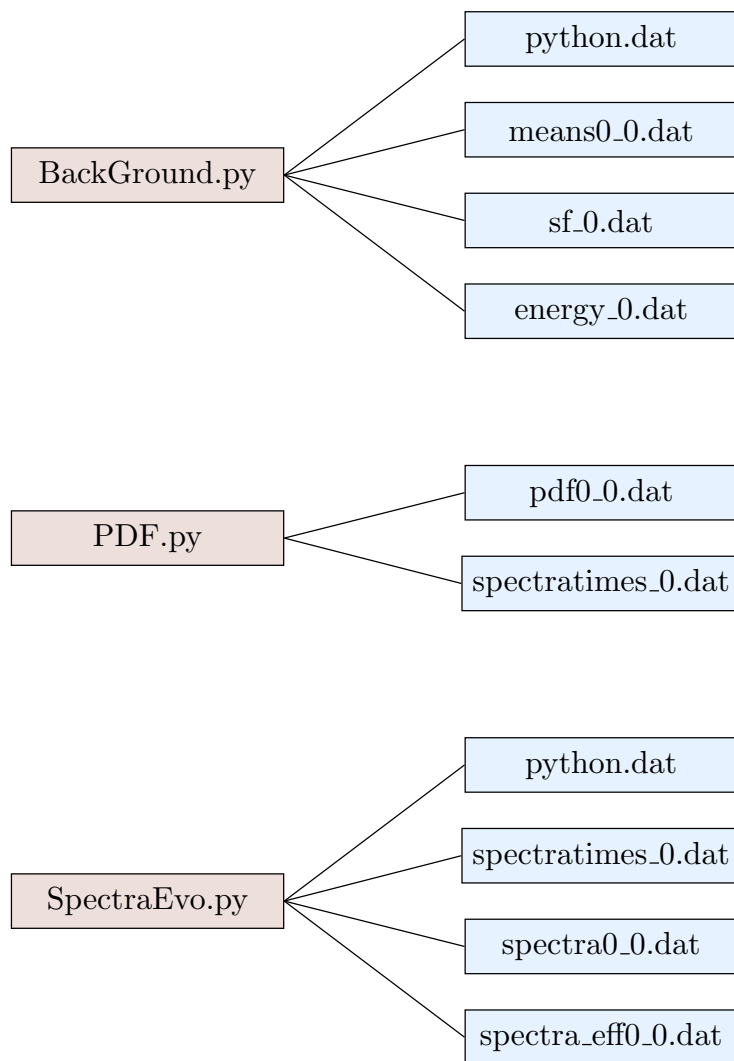 python.dat
means0_0.dat
BackGround.py
sf_0.dat
energy_0.dat
pdf0_0.dat
PDF.py
spectratimes_0.dat
python.dat
spectratimes_0.dat
SpectraEvo.py
spectra0_0.dat
spectra_eff0_0.dat